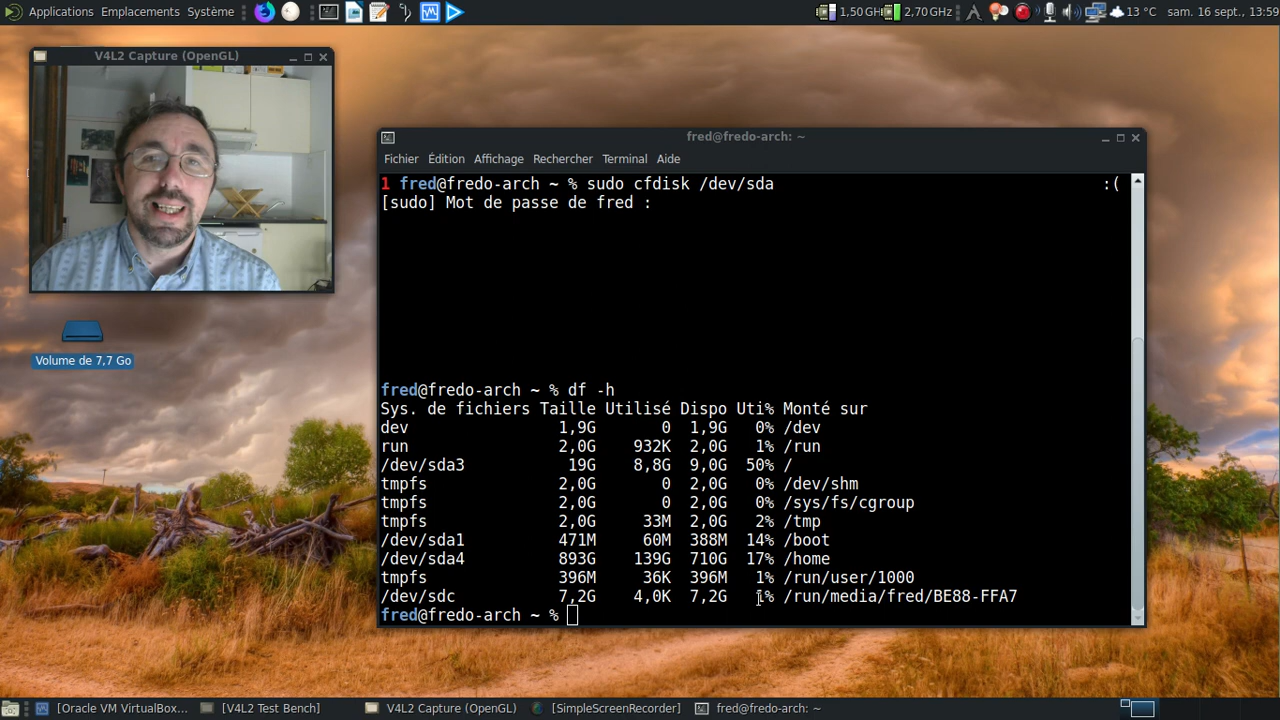 Applications Emplacements Système 1,50GHz 2,70GHz 13 °C sam. 16 sept., 13:59
V4L2 Capture (OpenGL)
Volume de 7,7 Go
fred@fredo-arch: ~
Fichier Édition Affichage Rechercher Terminal Aide
1 fred@fredo-arch ~ % sudo cfdisk /dev/sda :(
[sudo] Mot de passe de fred :
fred@fredo-arch ~ % df -h
Sys. de fichiers Taille Utilisé Dispo Uti% Monté sur
dev 1,9G 0 1,9G 0% /dev
run 2,0G 932K 2,0G 1% /run
/dev/sda3 19G 8,8G 9,0G 50% /
tmpfs 2,0G 0 2,0G 0% /dev/shm
tmpfs 2,0G 0 2,0G 0% /sys/fs/cgroup
tmpfs 2,0G 33M 2,0G 2% /tmp
/dev/sda1 471M 60M 388M 14% /boot
/dev/sda4 893G 139G 710G 17% /home
tmpfs 396M 36K 396M 1% /run/user/1000
/dev/sdc 7,2G 4,0K 7,2G 1% /run/media/fred/BE88-FFA7
fred@fredo-arch ~ %
[Oracle VM VirtualBox... [V4L2 Test Bench] V4L2 Capture (OpenGL) [SimpleScreenRecorder] fred@fredo-arch: ~